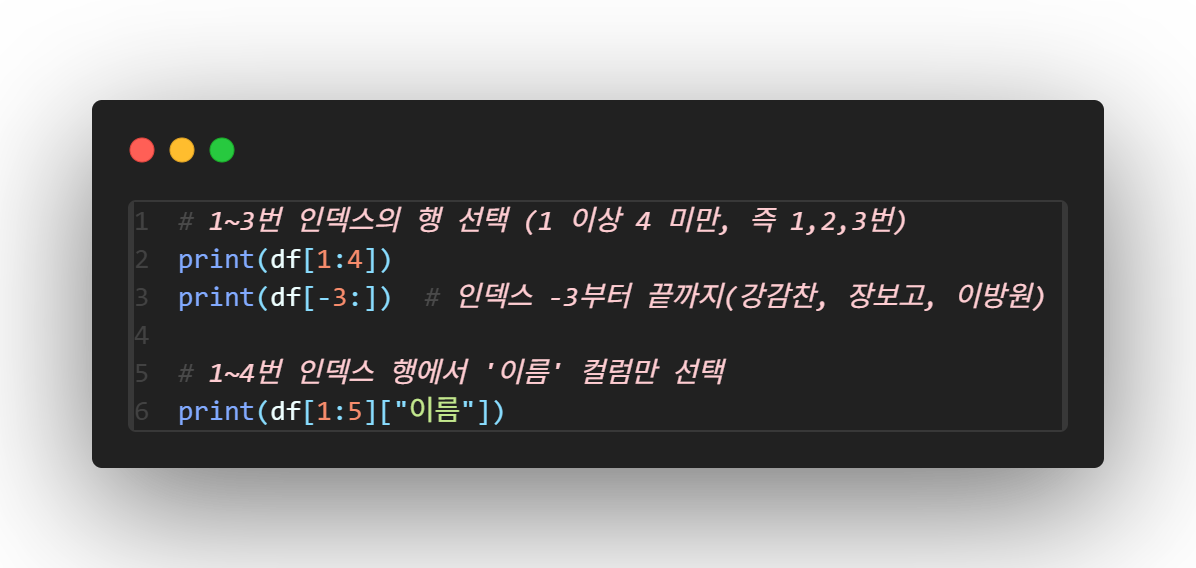 1 # 1~3번 인덱스의 행 선택 (1 이상 4 미만, 즉 1,2,3번)
2 print(df[1:4])
3 print(df[-3:])  # 인덱스 -3부터 끝까지(강감찬, 장보고, 이방원)
4
5 # 1~4번 인덱스 행에서 '이름' 컬럼만 선택
6 print(df[1:5]["이름"])